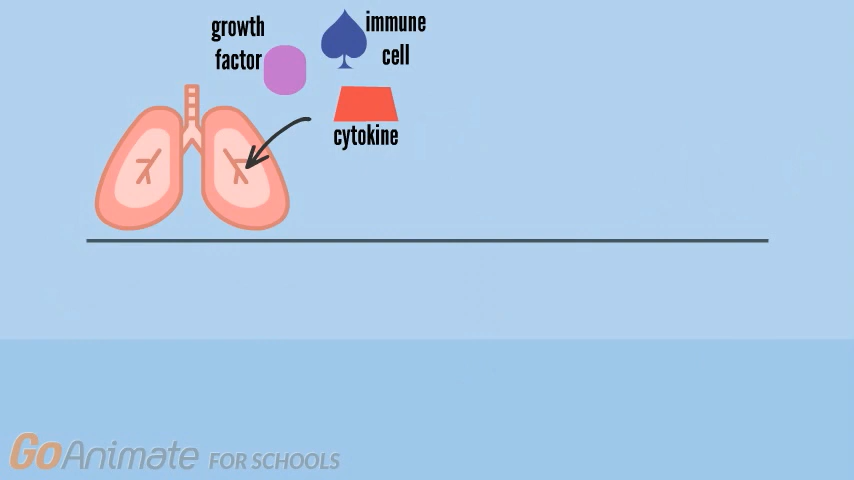 growth
factor
immune
cell
cytokine
GoAnimate FOR SCHOOLS